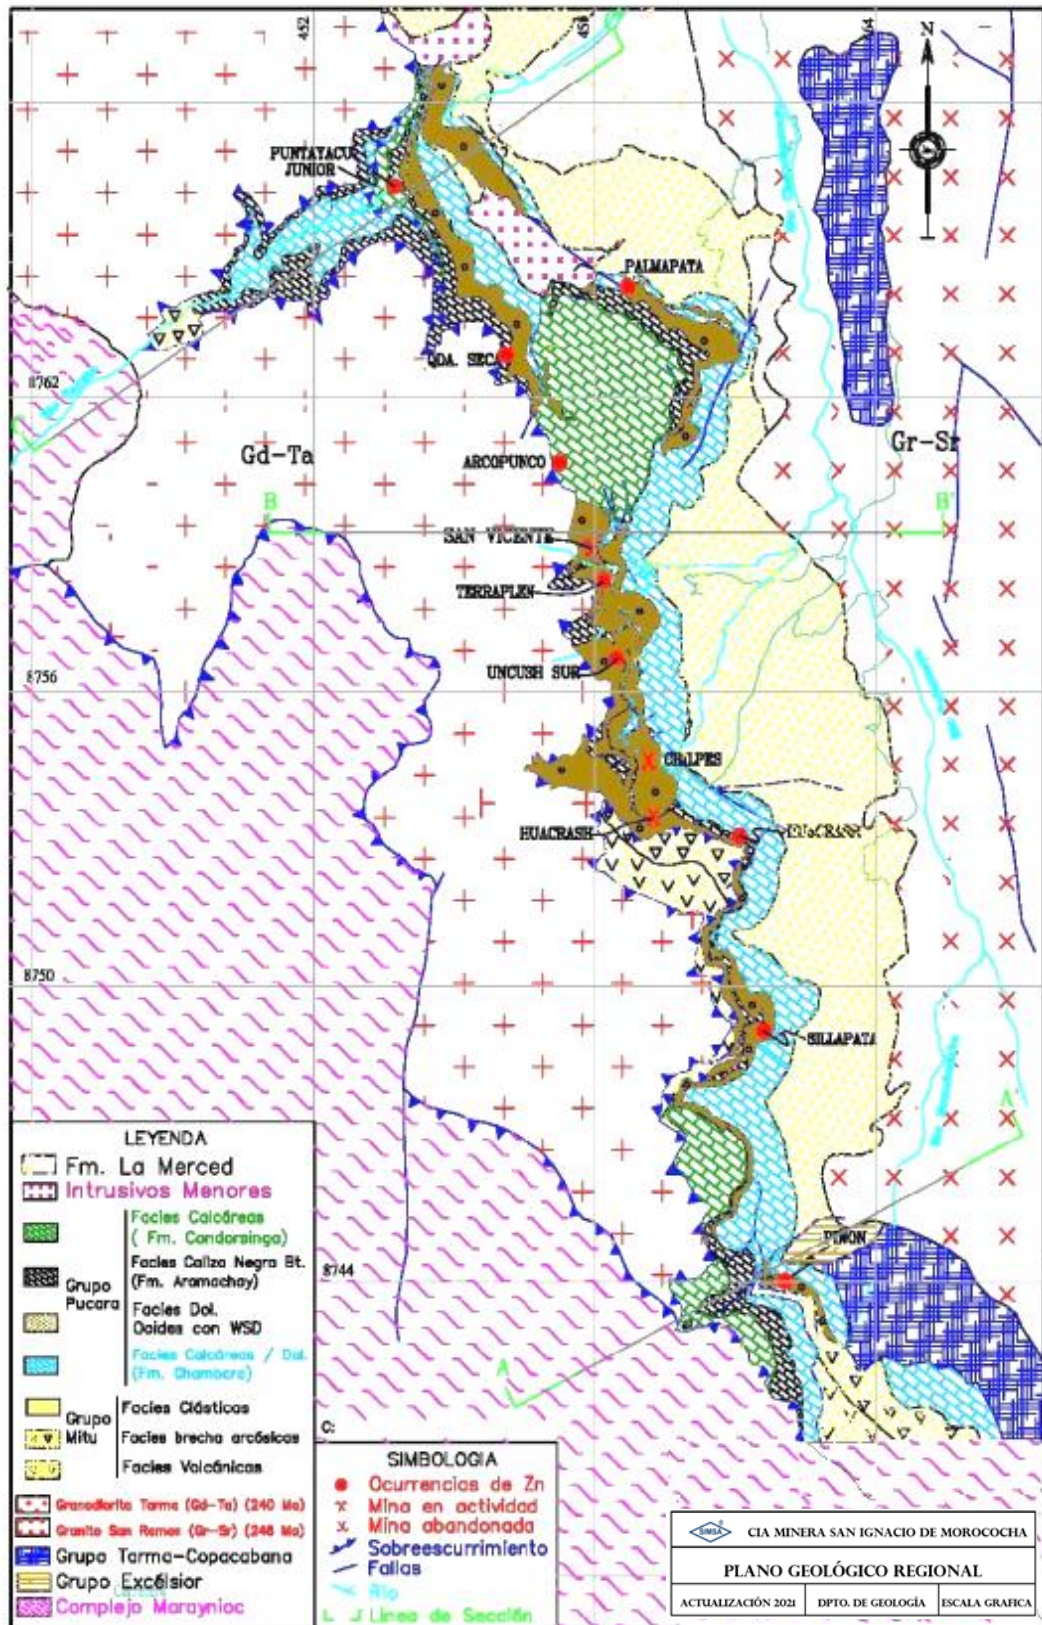 452
N
PUNTAYACU
JUNIOR
PALMAPATA
QDA. SECA
8762
Gd-Ta
Gr-Sr
ARCOPUNCO
B
B'
SAN VICENTE
TERRAPLEN
UNCUSH SUR
8756
CHILPES
HUACRASH
8750
SILLAPATA
A'
PIÑON
8744
A
LEYENDA
Fm. La Merced
Intrusivos Menores
Facies Calcáreas
( Fm. Condorsinga)
Facies Caliza Negra Bt.
(Fm. Aramachay)
Grupo
Pucara
Facies Dol.
Ooides con WSD
Facies Calcáreas / Dol.
(Fm. Chambara)
Facies Clásticas
Grupo
Mitu
Facies brecha arcósicas
Facies Volcánicas
Granodiorita Tarma (Gd-Ta) (240 Ma)
Granito San Ramon (Gr-Sr) (246 Ma)
Grupo Tarma-Copacabana
Grupo Excélsior
Complejo Maraynioc
SIMBOLOGIA
Ocurrencias de Zn
Mina en actividad
Mina abandonada
Sobreescurrimiento
Fallas
Rio
Linea de Sección
SIMSA
CIA MINERA SAN IGNACIO DE MOROCOCHA
PLANO GEOLÓGICO REGIONAL
ACTUALIZACIÓN 2021 DPTO. DE GEOLOGÍA ESCALA GRAFICA